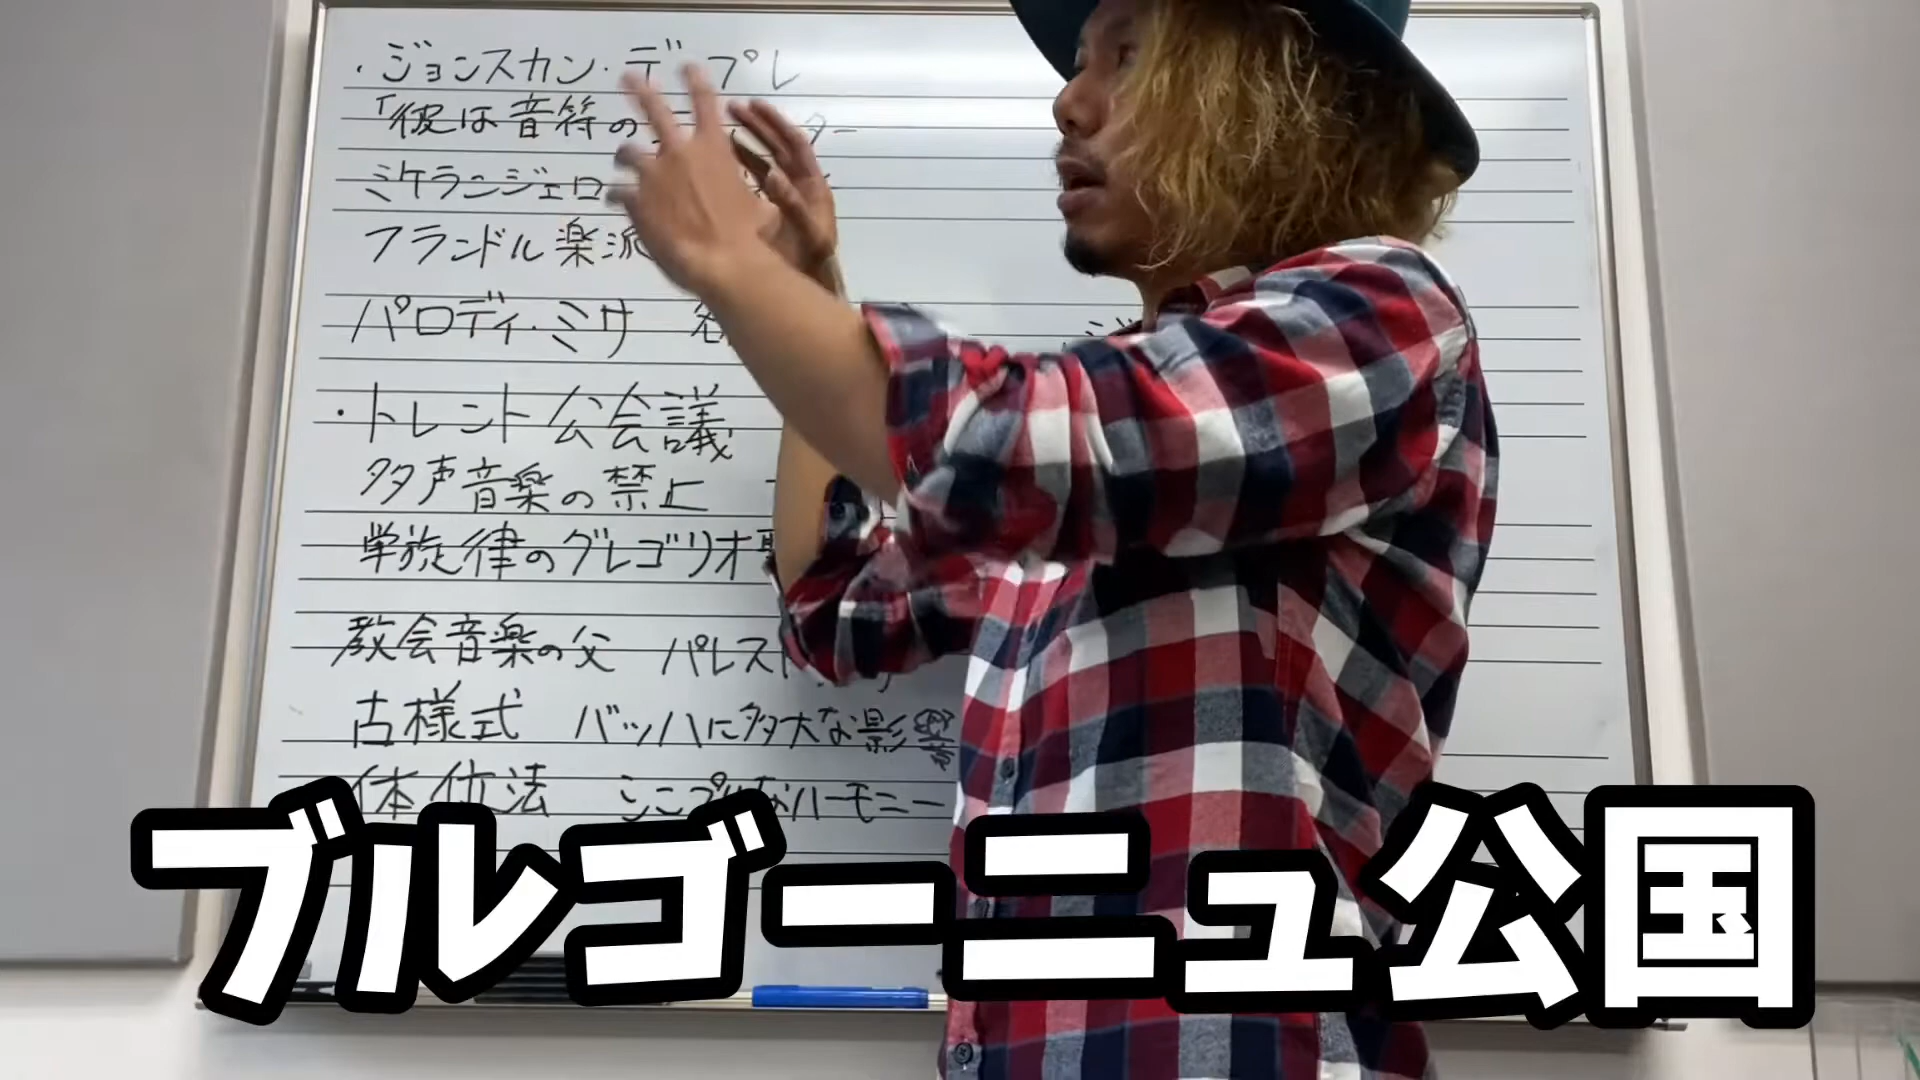 ・ジョンスカン・デ プレ
「彼は音符の ター
ミケランジェロ
フランドル楽派
パロディ・ミサ
・トレント公会議
多声音楽の禁止
単旋律のグレゴリオ聖
教会音楽の父 パレスト
古様式 バッハに多大な影響
体位法 シンプルなハーモニー
ブルゴーニュ公国